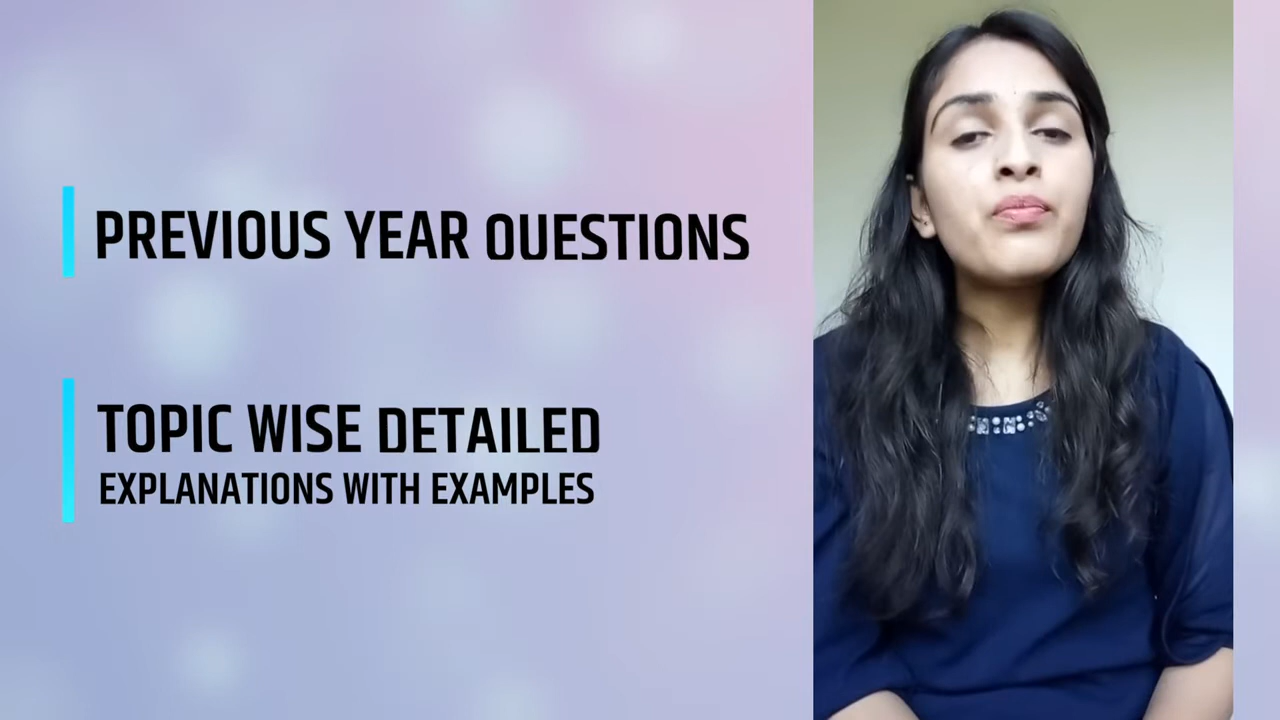 PREVIOUS YEAR QUESTIONS
TOPIC WISE DETAILED
EXPLANATIONS WITH EXAMPLES